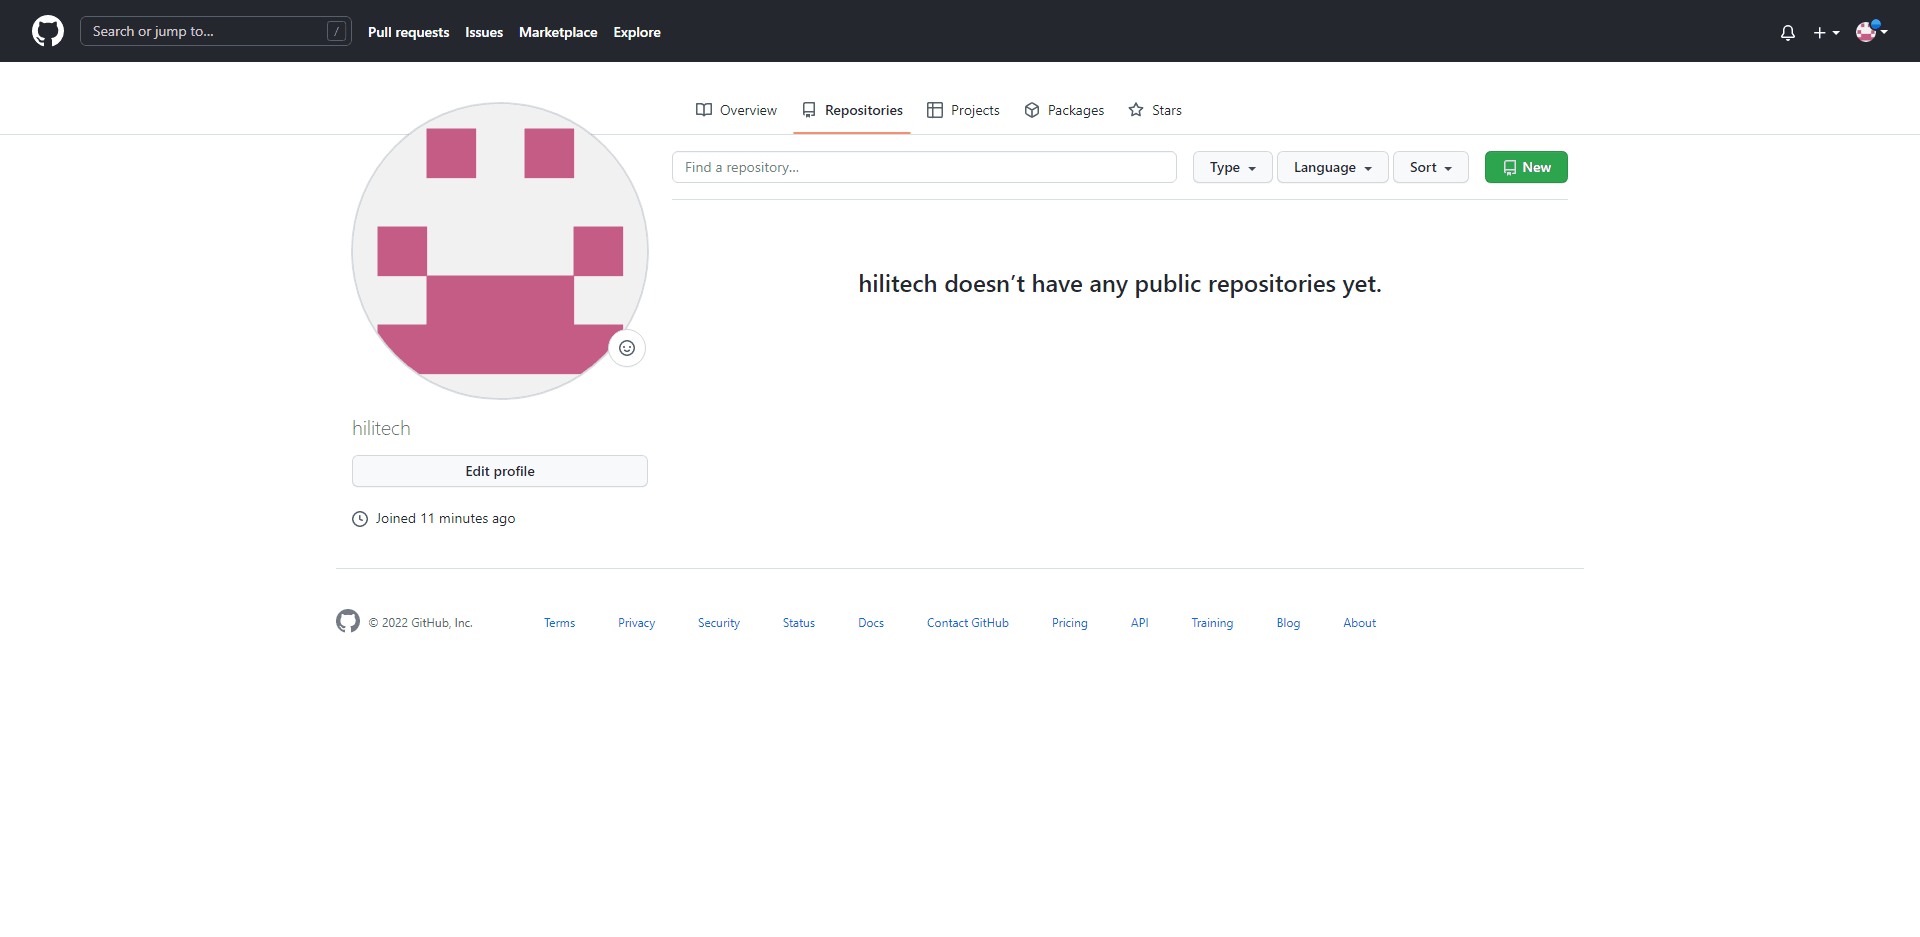 Search or jump to... /
Pull requests Issues Marketplace Explore
Overview Repositories Projects Packages Stars
Find a repository... Type Language Sort New
hilitech doesn’t have any public repositories yet.
hilitech
Edit profile
Joined 11 minutes ago
© 2022 GitHub, Inc. Terms Privacy Security Status Docs Contact GitHub Pricing API Training Blog About